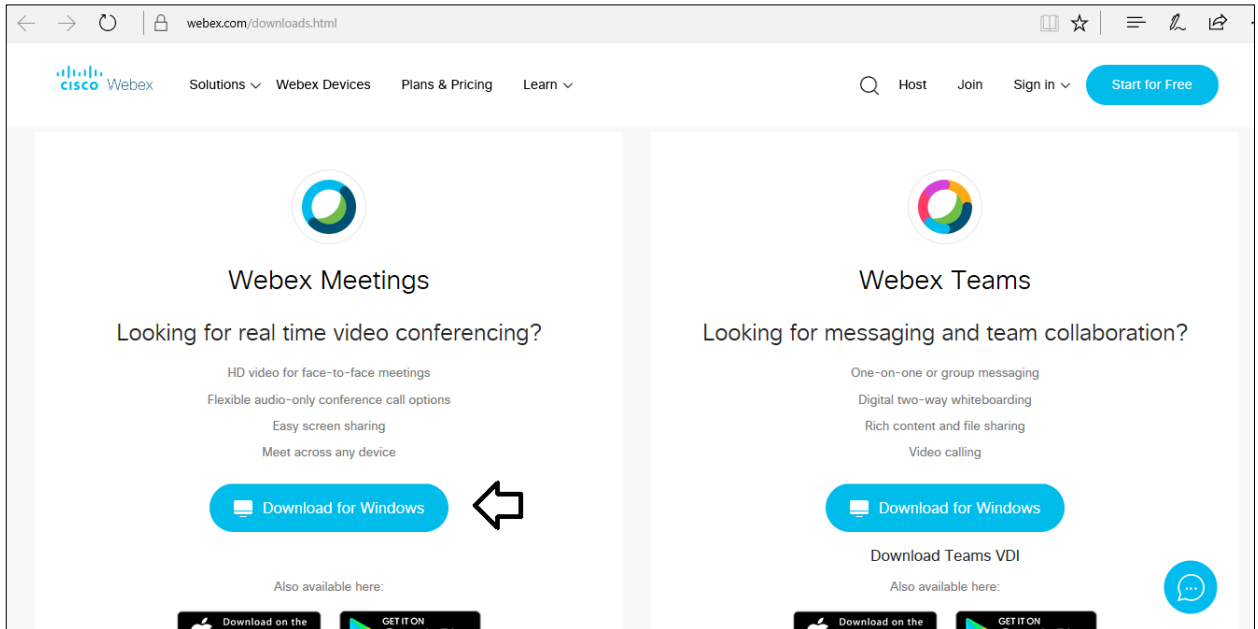 webex.com/downloads.html
CISCO Webex Solutions Webex Devices Plans & Pricing Learn Host Join Sign in Start for Free
Webex Meetings
Looking for real time video conferencing?
HD video for face-to-face meetings
Flexible audio-only conference call options
Easy screen sharing
Meet across any device
Download for Windows
Also available here:
Download on the
GET IT ON
Webex Teams
Looking for messaging and team collaboration?
One-on-one or group messaging
Digital two-way whiteboarding
Rich content and file sharing
Video calling
Download for Windows
Download Teams VDI
Also available here:
Download on the
GET IT ON